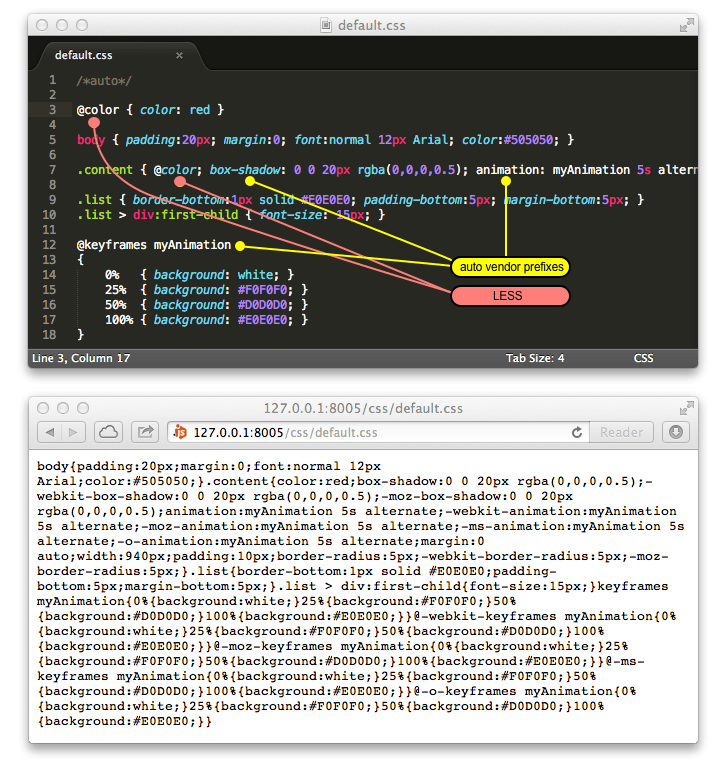 default.css
default.css ×
1 /*auto*/
2
3 @color { color: red }
4
5 body { padding:20px; margin:0; font:normal 12px Arial; color:#505050; }
6
7 .content { @color; box-shadow: 0 0 20px rgba(0,0,0,0.5); animation: myAnimation 5s altern
8
9 .list { border-bottom:1px solid #E0E0E0; padding-bottom:5px; margin-bottom:5px; }
10 .list > div:first-child { font-size: 15px; }
11
12 @keyframes myAnimation
13 {
14 0% { background: white; }
15 25% { background: #F0F0F0; }
16 50% { background: #D0D0D0; }
17 100% { background: #E0E0E0; }
18 }
auto vendor prefixes
LESS
Line 3, Column 17 Tab Size: 4 CSS
127.0.0.1:8005/css/default.css
JS 127.0.0.1:8005/css/default.css Reader
body{padding:20px;margin:0;font:normal 12px
Arial;color:#505050;}.content{color:red;box-shadow:0 0 20px rgba(0,0,0,0.5);-
webkit-box-shadow:0 0 20px rgba(0,0,0,0.5);-moz-box-shadow:0 0 20px
rgba(0,0,0,0.5);animation:myAnimation 5s alternate;-webkit-animation:myAnimation
5s alternate;-moz-animation:myAnimation 5s alternate;-ms-animation:myAnimation 5s
alternate;-o-animation:myAnimation 5s alternate;margin:0
auto;width:940px;padding:10px;border-radius:5px;-webkit-border-radius:5px;-moz-
border-radius:5px;}.list{border-bottom:1px solid #E0E0E0;padding-
bottom:5px;margin-bottom:5px;}.list > div:first-child{font-size:15px;}keyframes
myAnimation{0%{background:white;}25%{background:#F0F0F0;}50%
{background:#D0D0D0;}100%{background:#E0E0E0;}}@-webkit-keyframes myAnimation{0%
{background:white;}25%{background:#F0F0F0;}50%{background:#D0D0D0;}100%
{background:#E0E0E0;}}@-moz-keyframes myAnimation{0%{background:white;}25%
{background:#F0F0F0;}50%{background:#D0D0D0;}100%{background:#E0E0E0;}}@-ms-
keyframes myAnimation{0%{background:white;}25%{background:#F0F0F0;}50%
{background:#D0D0D0;}100%{background:#E0E0E0;}}@-o-keyframes myAnimation{0%
{background:white;}25%{background:#F0F0F0;}50%{background:#D0D0D0;}100%
{background:#E0E0E0;}}